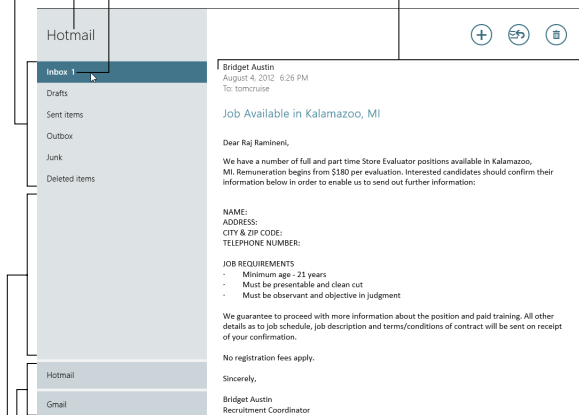 Hotmail
Inbox 1
Drafts
Sent items
Outbox
Junk
Deleted items
Hotmail
Gmail
Bridget Austin
August 4, 2012 6:26 PM
To: tomcruise
Job Available in Kalamazoo, MI
Dear Raj Ramineni,
We have a number of full and part time Store Evaluator positions available in Kalamazoo,
MI. Remuneration begins from $180 per evaluation. Interested candidates should confirm their
information below in order to enable us to send out further information:
NAME:
ADDRESS:
CITY & ZIP CODE:
TELEPHONE NUMBER:
JOB REQUIREMENTS
· Minimum age - 21 years
· Must be presentable and clean cut
· Must be observant and objective in judgment
We guarantee to proceed with more information about the position and paid training. All other
details as to job schedule, job description and terms/conditions of contract will be sent on receipt
of your confirmation.
No registration fees apply.
Sincerely,
Bridget Austin
Recruitment Coordinator